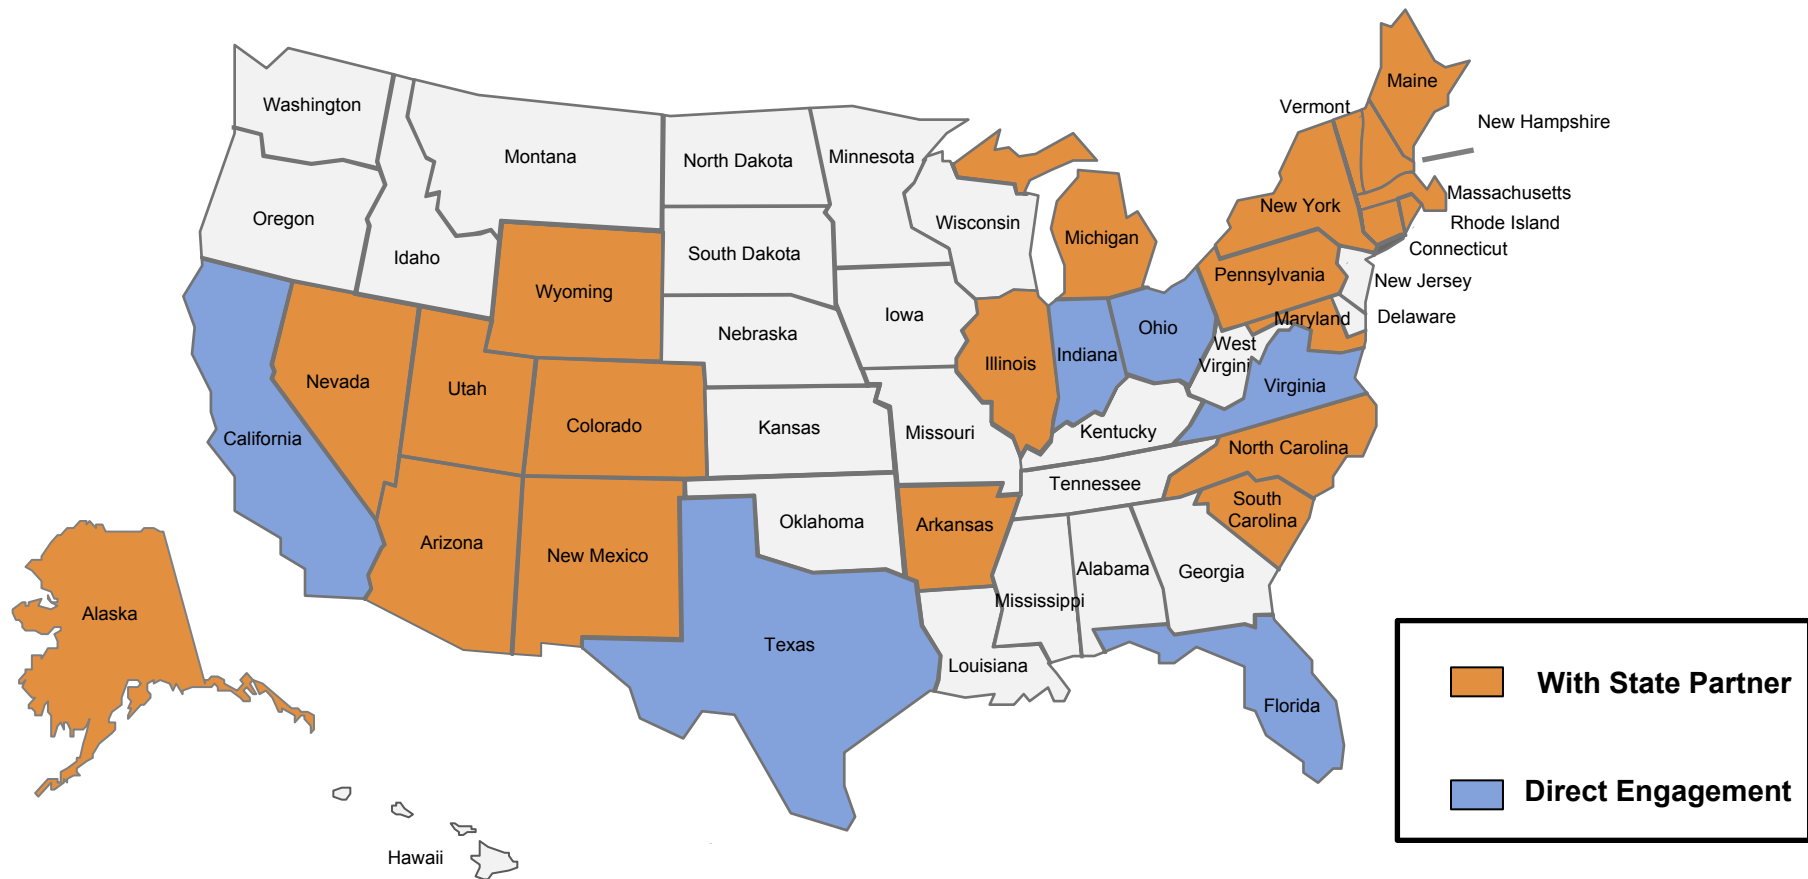 Maine
Vermont
New Hampshire
Washington
Montana
North Dakota
Minnesota
Massachusetts
New York
Rhode Island
Oregon
Wisconsin
Michigan
Connecticut
Idaho
South Dakota
Pennsylvania
New Jersey
Wyoming
Iowa
Maryland
Delaware
Nebraska
Ohio
West
Virgini
Indiana
Illinois
Nevada
Utah
Virginia
Colorado
Kansas
Missouri
Kentucky
California
North Carolina
Tennessee
South
Carolina
Oklahoma
Arkansas
Arizona
New Mexico
Alabama
Georgia
Mississippi
Alaska
Texas
Louisiana
Florida
Hawaii
With State Partner
Direct Engagement